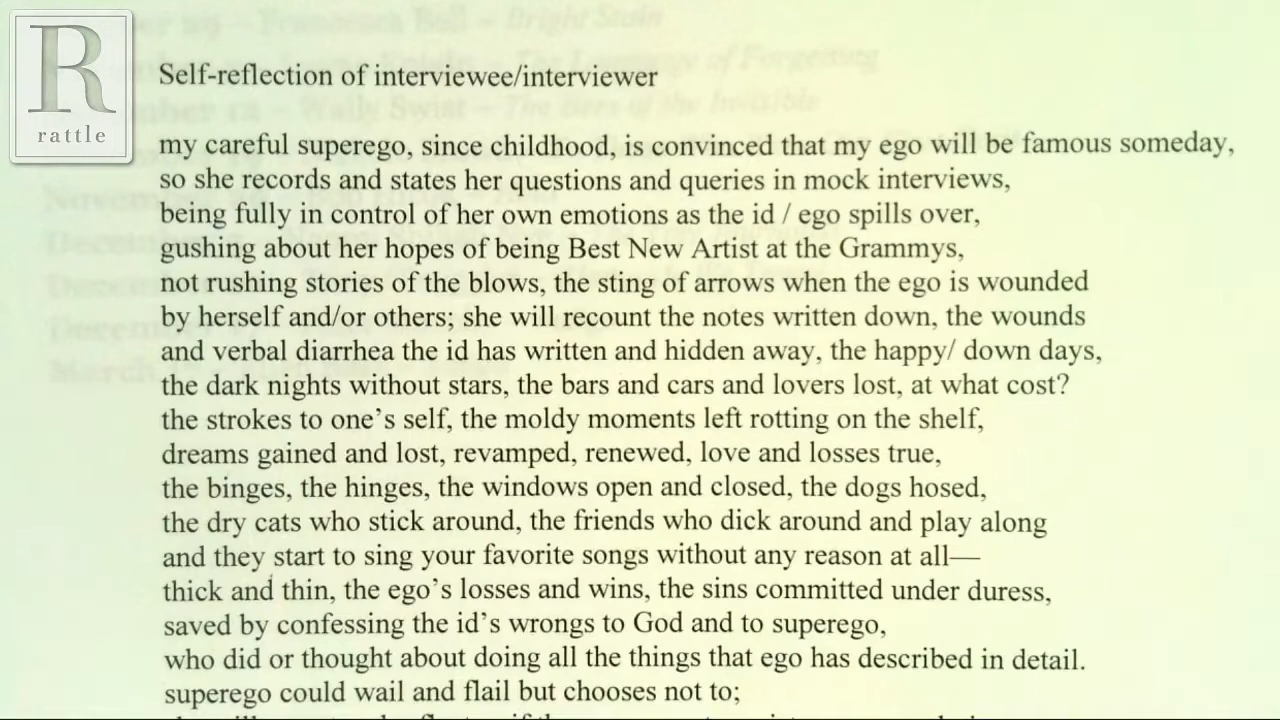 R
rattle
Self-reflection of interviewee/interviewer
my careful superego, since childhood, is convinced that my ego will be famous someday,
so she records and states her questions and queries in mock interviews,
being fully in control of her own emotions as the id / ego spills over,
gushing about her hopes of being Best New Artist at the Grammys,
not rushing stories of the blows, the sting of arrows when the ego is wounded
by herself and/or others; she will recount the notes written down, the wounds
and verbal diarrhea the id has written and hidden away, the happy/ down days,
the dark nights without stars, the bars and cars and lovers lost, at what cost?
the strokes to one’s self, the moldy moments left rotting on the shelf,
dreams gained and lost, revamped, renewed, love and losses true,
the binges, the hinges, the windows open and closed, the dogs hosed,
the dry cats who stick around, the friends who dick around and play along
and they start to sing your favorite songs without any reason at all—
thick and thin, the ego’s losses and wins, the sins committed under duress,
saved by confessing the id’s wrongs to God and to superego,
who did or thought about doing all the things that ego has described in detail.
superego could wail and flail but chooses not to;